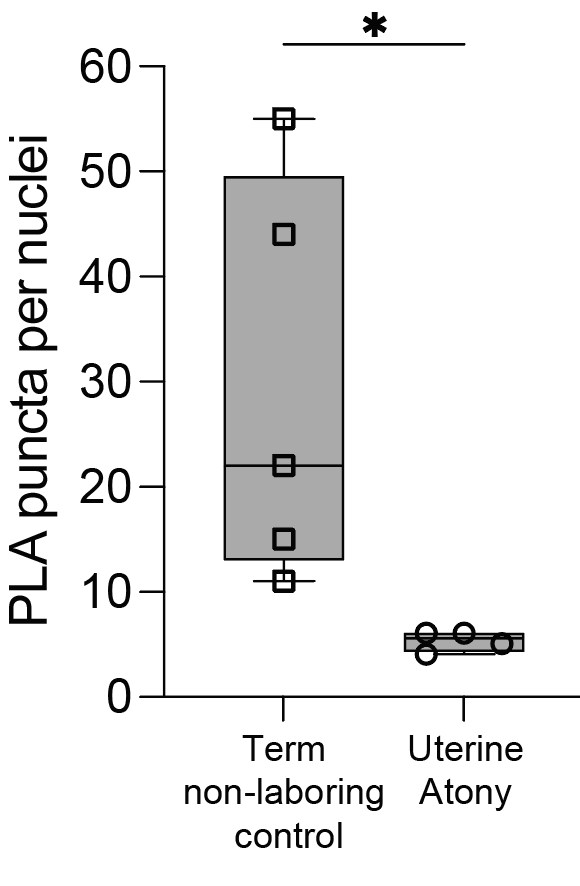 *
60
50
40
30
20
10
0
PLA puncta per nuclei
Term
non-laboring
control
Uterine
Atony